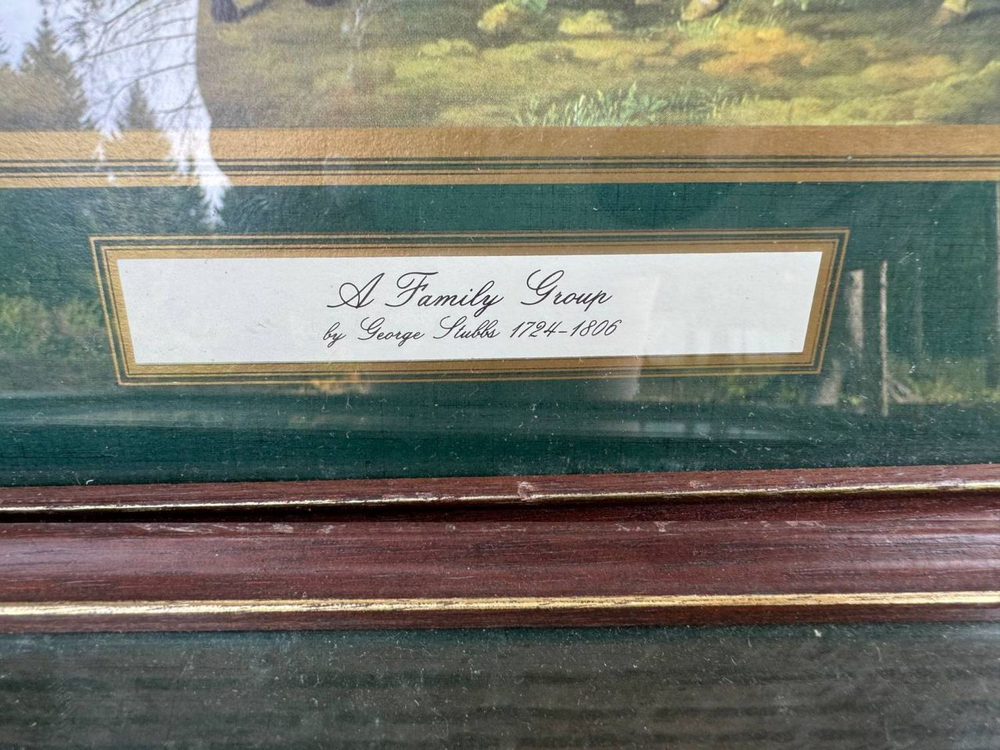 A Family Group
by George Stubbs 1724-1806